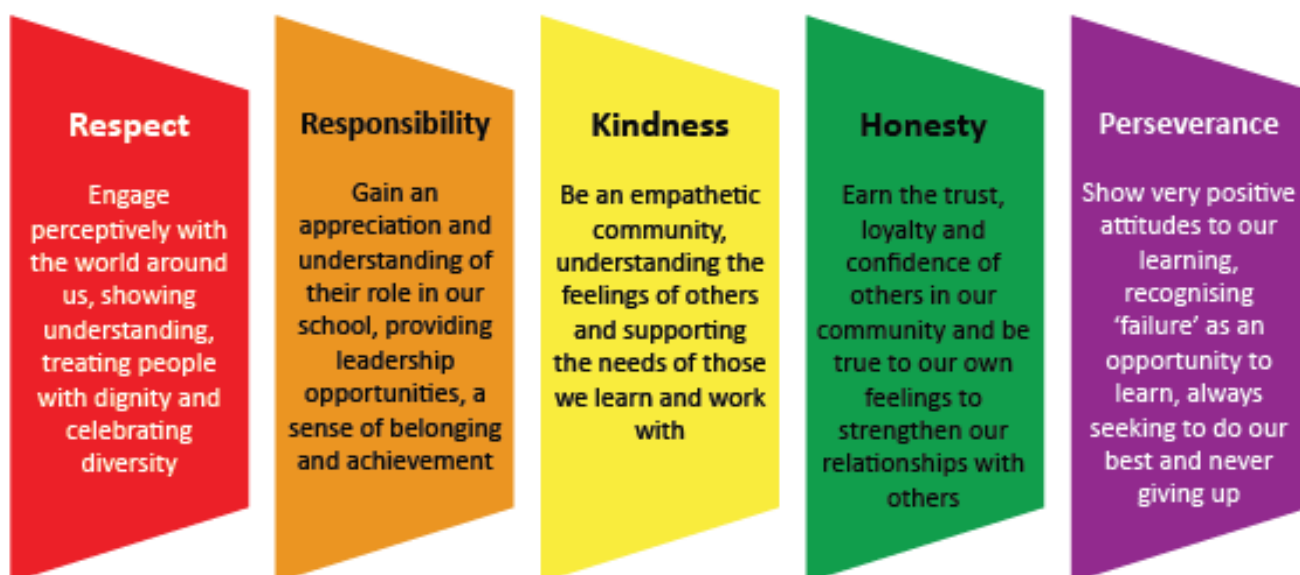 Respect
Engage
perceptively with
the world around
us, showing
understanding,
treating people
with dignity and
celebrating
diversity
Responsibility
Gain an
appreciation and
understanding of
their role in our
school, providing
leadership
opportunities, a
sense of belonging
and achievement
Kindness
Be an empathetic
community,
understanding the
feelings of others
and supporting
the needs of those
we learn and work
with
Honesty
Earn the trust,
loyalty and
confidence of
others in our
community and be
true to our own
feelings to
strengthen our
relationships with
others
Perseverance
Show very positive
attitudes to our
learning,
recognising
‘failure’ as an
opportunity to
learn, always
seeking to do our
best and never
giving up